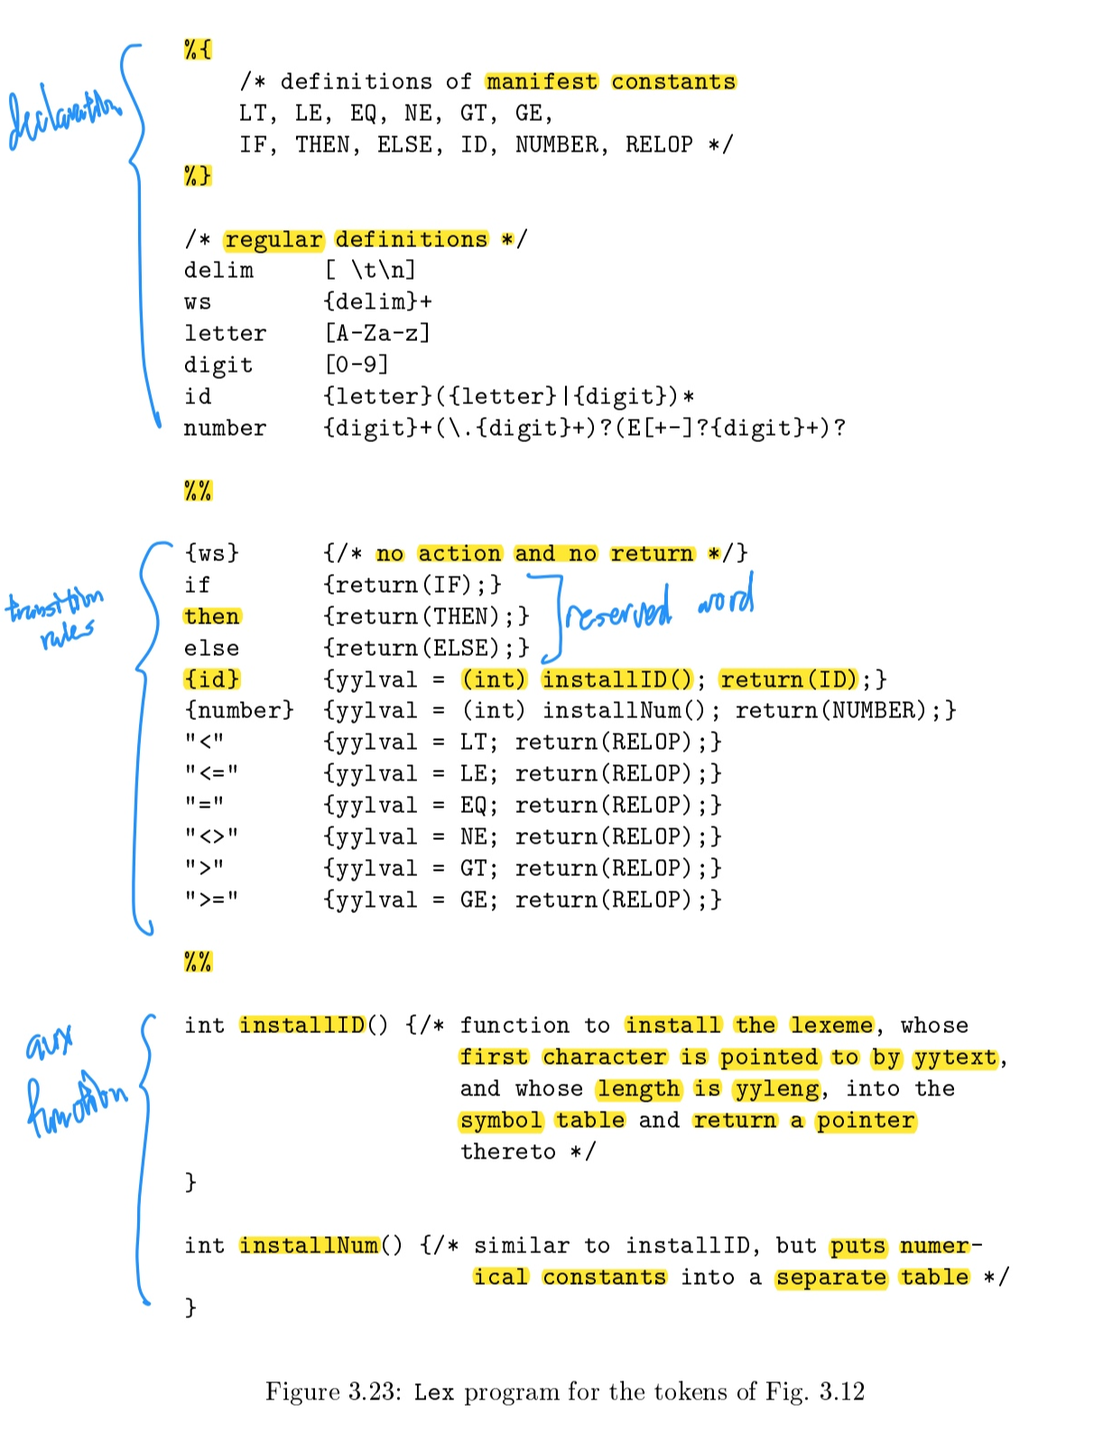 %{
/* definitions of manifest constants
declaration
LT, LE, EQ, NE, GT, GE,
IF, THEN, ELSE, ID, NUMBER, RELOP */
%}
/* regular definitions */
delim [ \t\n]
ws {delim}+
letter [A-Za-z]
digit [0-9]
id {letter}({letter}|{digit})*
number {digit}+(\.{digit}+)?(E[+-]?{digit}+)?
%%
{ws} {/* no action and no return */}
if {return(IF);}
transition
rules
then {return(THEN);}
reserved word
else {return(ELSE);}
{id} {yylval = (int) installID(); return(ID);}
{number} {yylval = (int) installNum(); return(NUMBER);}
"<" {yylval = LT; return(RELOP);}
"<=" {yylval = LE; return(RELOP);}
"=" {yylval = EQ; return(RELOP);}
"<>" {yylval = NE; return(RELOP);}
">" {yylval = GT; return(RELOP);}
">=" {yylval = GE; return(RELOP);}
%%
aux
function
int installID() {/* function to install the lexeme, whose
first character is pointed to by yytext,
and whose length is yyleng, into the
symbol table and return a pointer
thereto */
}
int installNum() {/* similar to installID, but puts numer-
ical constants into a separate table */
}
Figure 3.23: Lex program for the tokens of Fig. 3.12